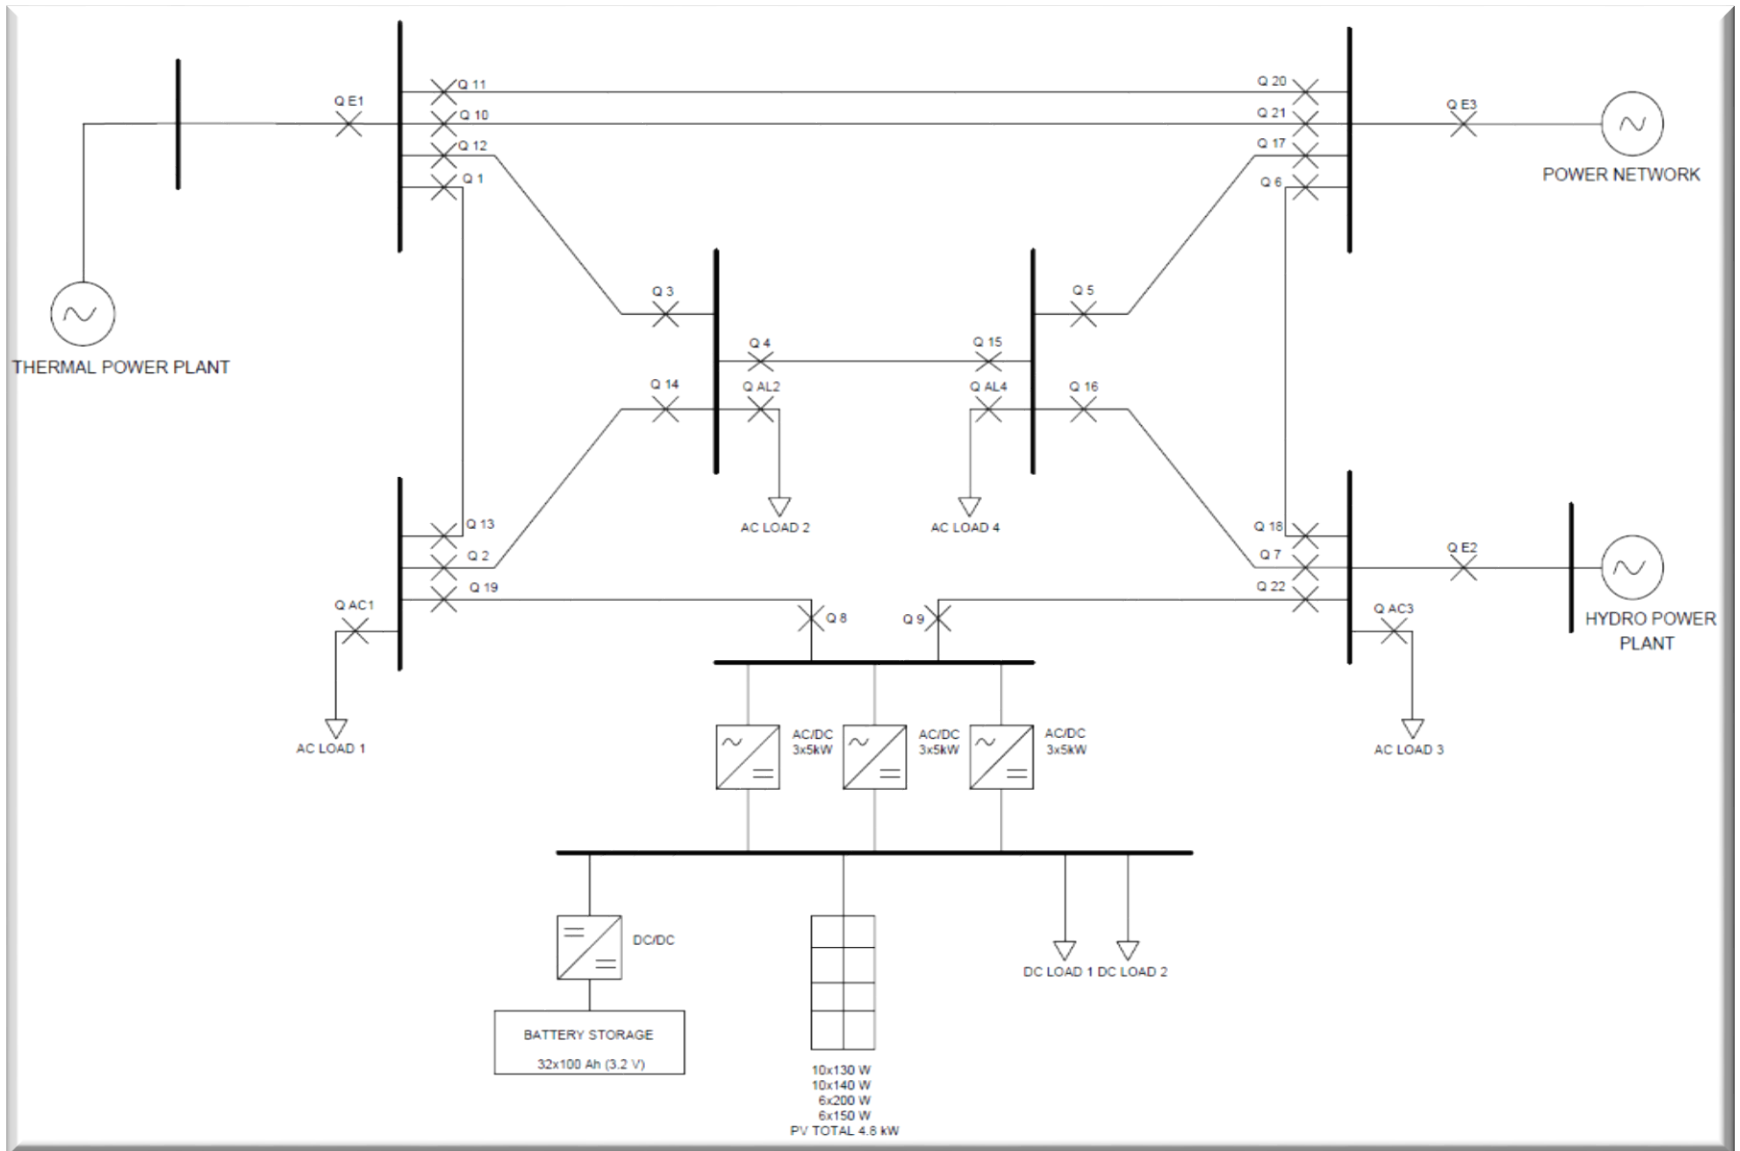 Q 11
Q 20
Q E1
Q 10
Q 21
Q E3
Q 12
Q 17
Q 1
Q 6
POWER NETWORK
Q 3
Q 5
THERMAL POWER PLANT
Q 4
Q 15
Q 14
Q AL2
Q AL4
Q 16
AC LOAD 2
AC LOAD 4
Q 13
Q 18
Q 2
Q 7
Q E2
Q 19
Q 22
Q AC1
Q 8
Q 9
Q AC3
HYDRO POWER
PLANT
AC LOAD 1
AC/DC
3x5kW
AC/DC
3x5kW
AC/DC
3x5kW
AC LOAD 3
DC/DC
DC LOAD 1
DC LOAD 2
BATTERY STORAGE
32x100 Ah (3.2 V)
10x130 W
10x140 W
6x200 W
6x150 W
PV TOTAL 4.8 kW